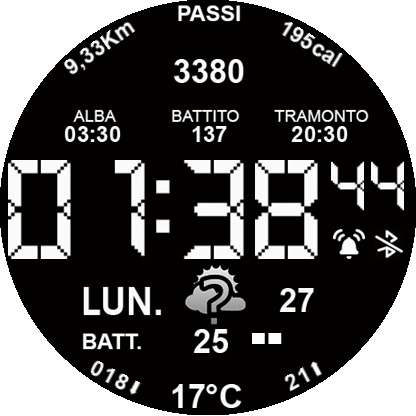 PASSI
9,33Km
195cal
3380
ALBA BATTITO TRAMONTO
03:30 137 20:30
01:38 44
LUN. ? 27
BATT. 25 --
018 21
17°C